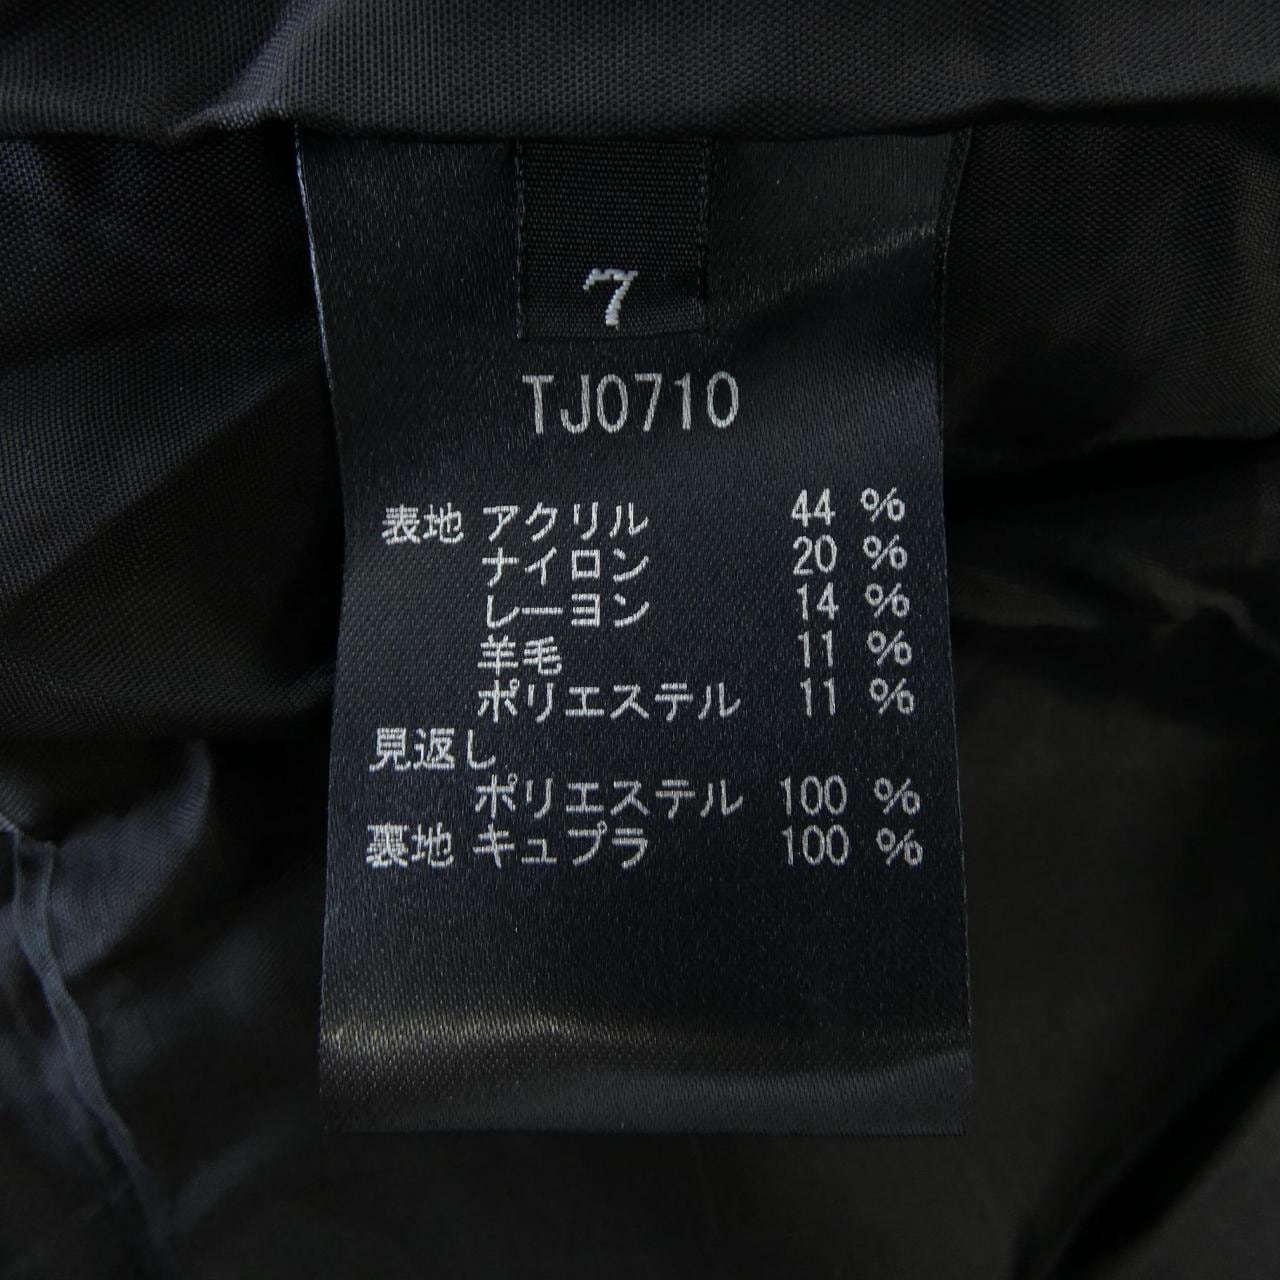 7
TJ0710
表地 アクリル 44 %
ナイロン 20 %
レーヨン 14 %
羊毛 11 %
ポリエステル 11 %
見返し
ポリエステル 100 %
裏地 キュプラ 100 %